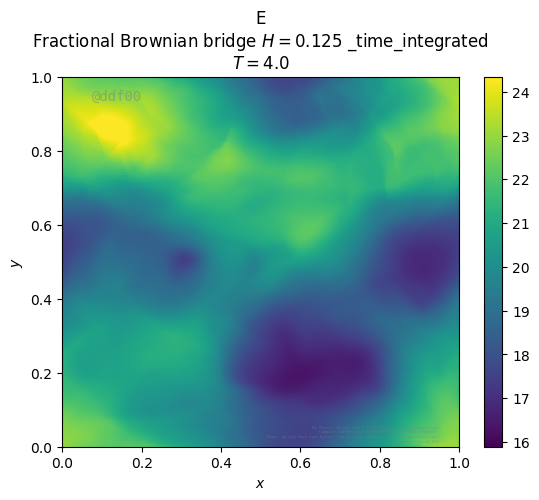 E
Fractional Brownian bridge H = 0.125 _time_integrated
T = 4.0
@ddf00
1.0
0.8
0.6
0.4
0.2
0.0
y
0.0 0.2 0.4 0.6 0.8 1.0
x
24
23
22
21
20
19
18
17
16